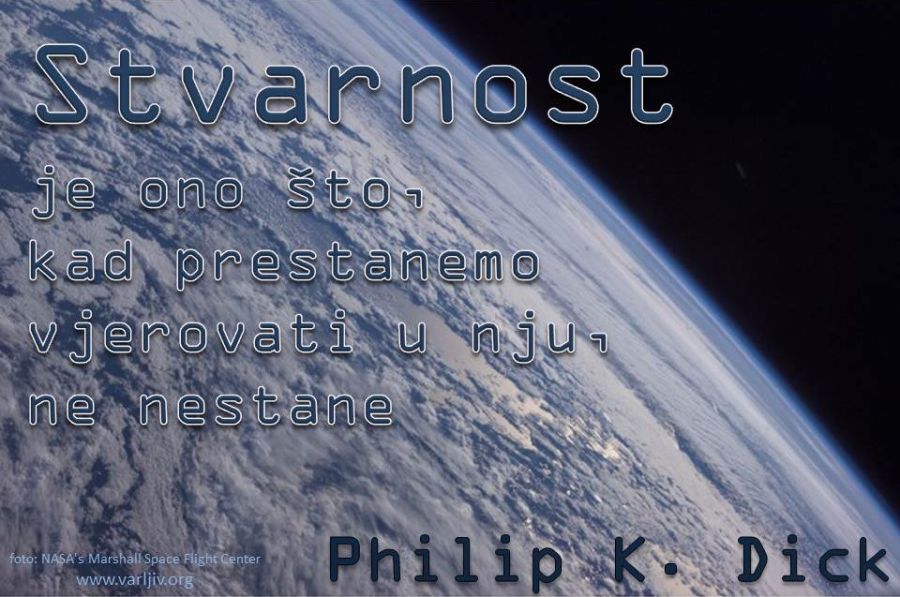 Stvarnost
je ono što,
kad prestanemo
vjerovati u nju,
ne nestane
foto: NASA's Marshall Space Flight Center
www.varljiv.org
Philip K. Dick